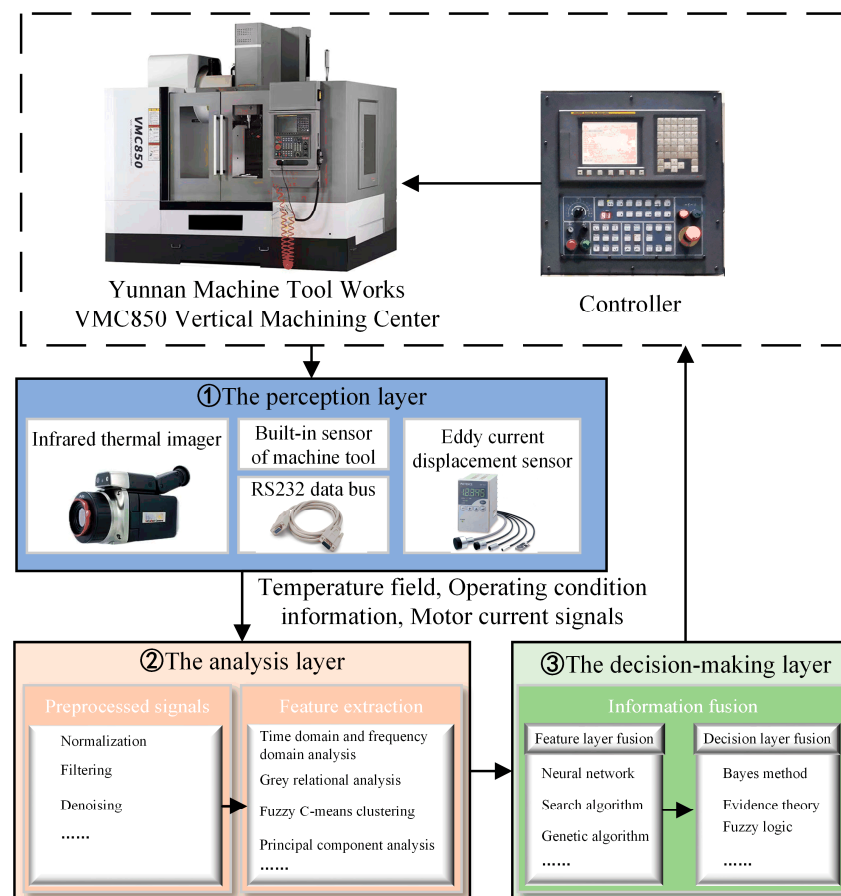 VMC850
Yunnan Machine Tool Works
VMC850 Vertical Machining Center
Controller
①The perception layer
Infrared thermal imager
Built-in sensor
of machine tool
RS232 data bus
Eddy current
displacement sensor
12345
Temperature field, Operating condition
information, Motor current signals
②The analysis layer
Preprocessed signals
Normalization
Filtering
Denoising
......
Feature extraction
Time domain and frequency
domain analysis
Grey relational analysis
Fuzzy C-means clustering
Principal component analysis
......
③The decision-making layer
Information fusion
Feature layer fusion
Neural network
Search algorithm
Genetic algorithm
......
Decision layer fusion
Bayes method
Evidence theory
Fuzzy logic
......